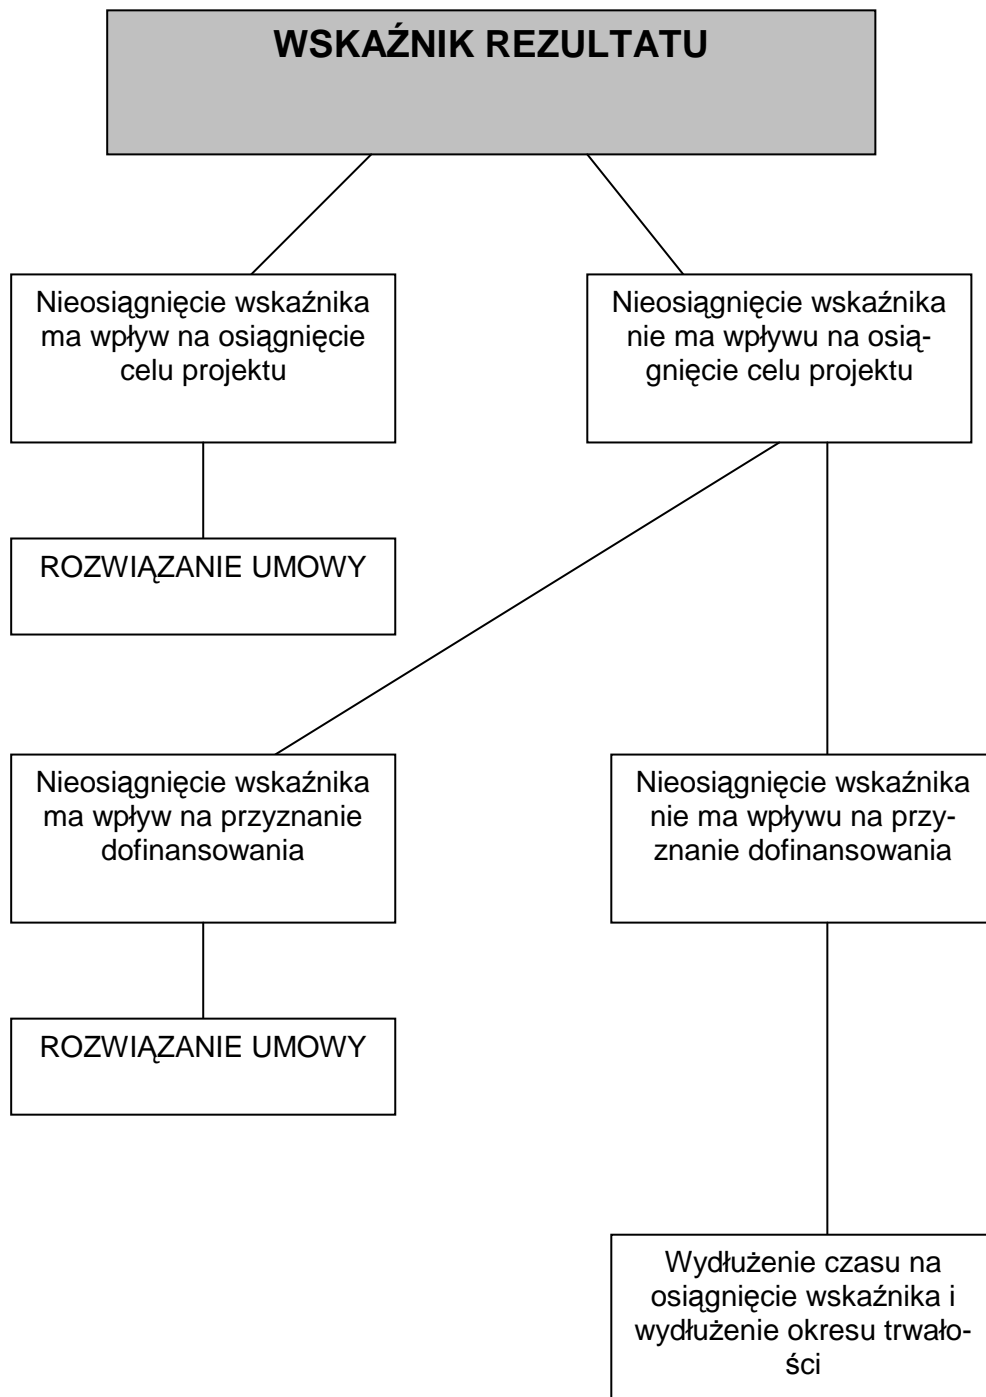 WSKAŹNIK REZULTATU
Nieosiągnięcie wskaźnika
ma wpływ na osiągnięcie
celu projektu
Nieosiągnięcie wskaźnika
nie ma wpływu na osią-
gnięcie celu projektu
ROZWIĄZANIE UMOWY
Nieosiągnięcie wskaźnika
ma wpływ na przyznanie
dofinansowania
Nieosiągnięcie wskaźnika
nie ma wpływu na przy-
znanie dofinansowania
ROZWIĄZANIE UMOWY
Wydłużenie czasu na
osiągnięcie wskaźnika i
wydłużenie okresu trwało-
ści